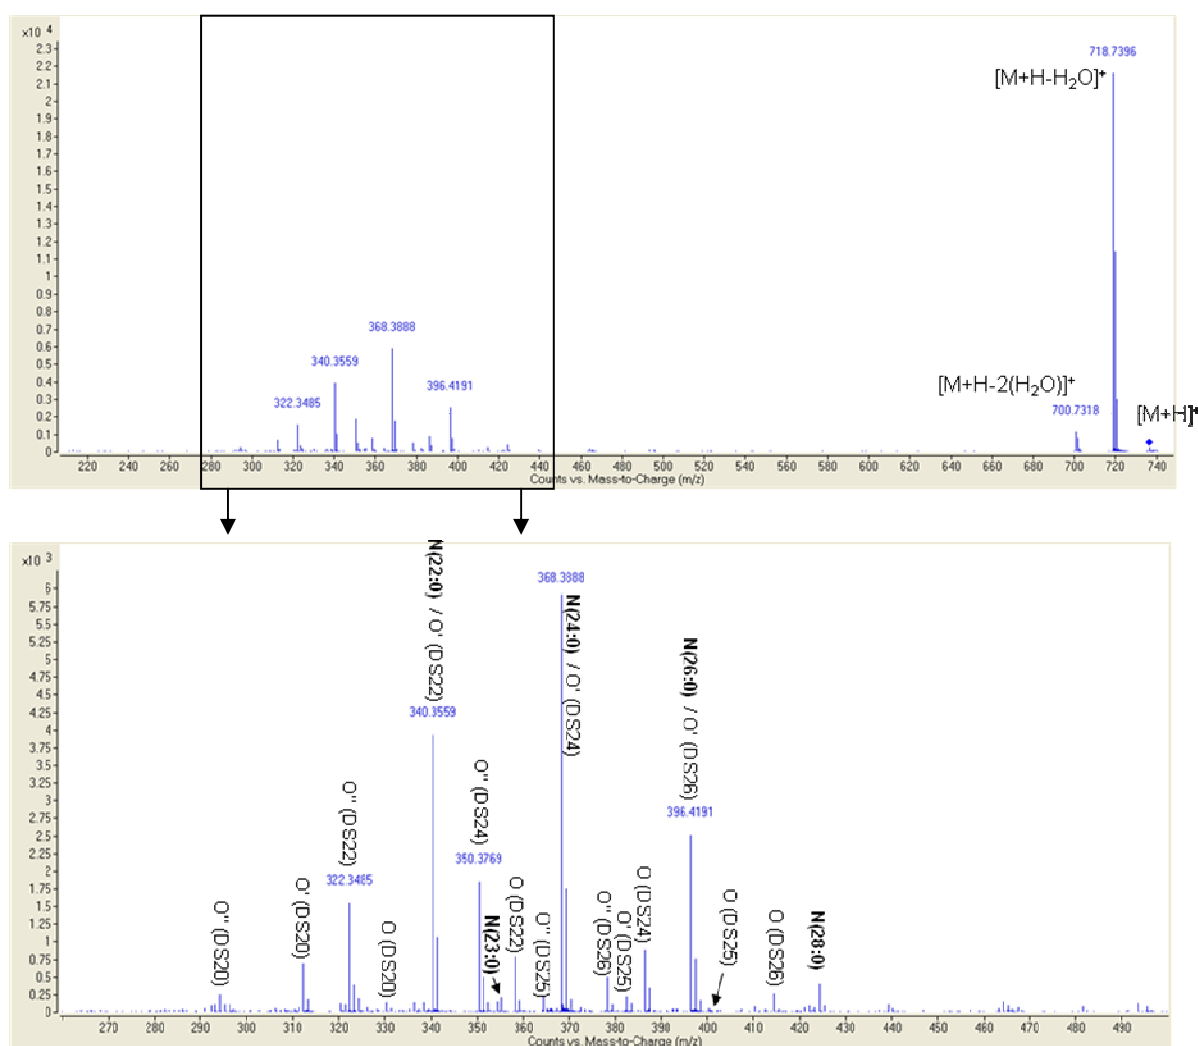 ×10 4
718.7396
[M+H-H₂O]⁺
2.3
2.2
2.1
2
1.9
1.8
1.7
1.6
1.5
1.4
1.3
1.2
1.1
1
0.9
0.8
0.7
0.6
0.5
0.4
0.3
0.2
0.1
0
368.3888
340.3559
396.4191
322.3485
[M+H-2(H₂O)]⁺
700.7318
[M+H]⁺
220 240 260 280 300 320 340 360 380 400 420 440 460 480 500 520 540 560 580 600 620 640 660 680 700 720 740
Counts vs. Mass-to-Charge (m/z)
×10 3
6
5.75
5.5
5.25
5
4.75
4.5
4.25
4
3.75
3.5
3.25
3
2.75
2.5
2.25
2
1.75
1.5
1.25
1
0.75
0.5
0.25
0
O'' (DS20)
O' (DS20)
O'' (DS22)
322.3485
O (DS20)
N(22:0) / O' (DS22)
340.3559
O'' (DS24)
350.3769
N(23:0)
O (DS22)
O'' (DS25)
368.3888
N(24:0) / O' (DS24)
O'' (DS26)
O' (DS25)
O (DS24)
N(26:0) / O' (DS26)
396.4191
O (DS25)
O (DS26)
N(28:0)
270 280 290 300 310 320 330 340 350 360 370 380 390 400 410 420 430 440 450 460 470 480 490
Counts vs. Mass-to-Charge (m/z)